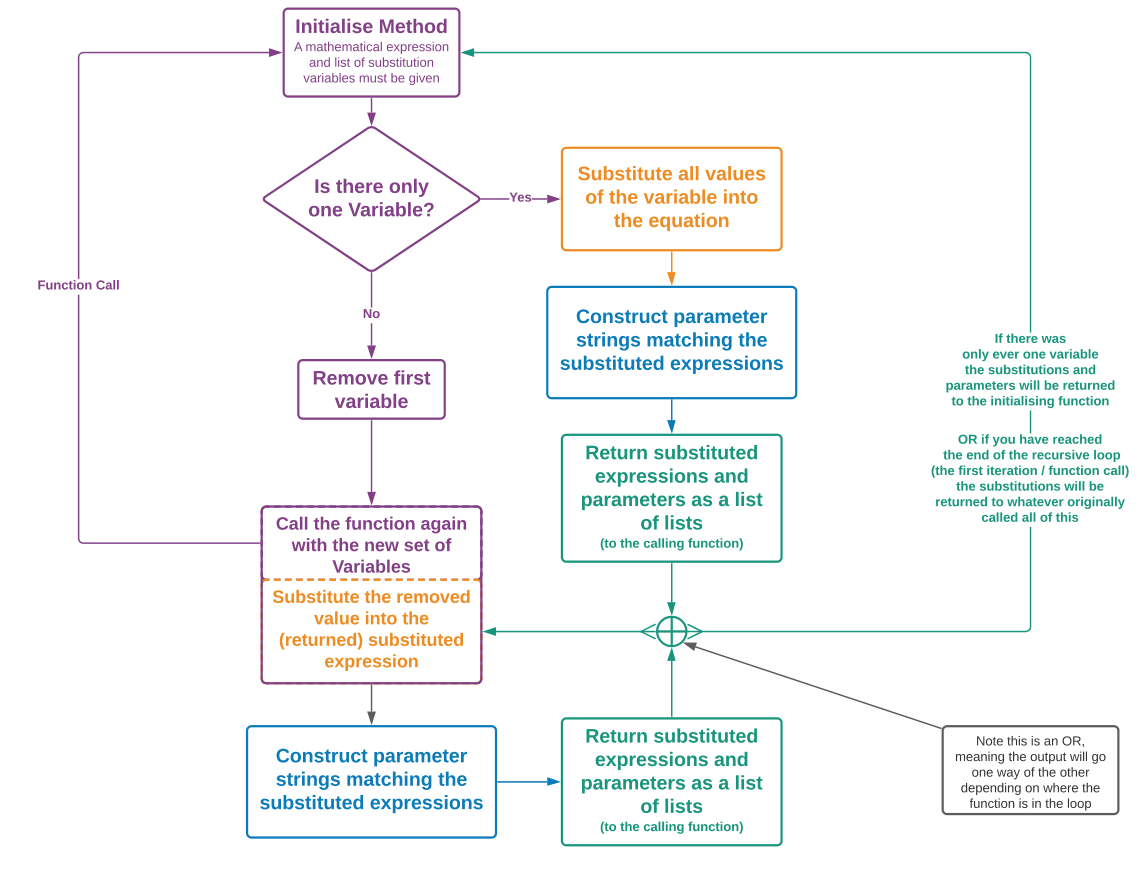 Initialise Method
A mathematical expression
and list of substitution
variables must be given
Is there only
one Variable?
Yes
Substitute all values
of the variable into
the equation
Function Call
No
Construct parameter
strings matching the
substituted expressions
Remove first
variable
If there was
only ever one variable
the substitutions and
parameters will be returned
to the initialising function
OR if you have reached
the end of the recursive loop
(the first iteration / function call)
the substitutions will be
returned to whatever originally
called all of this
Return substituted
expressions and
parameters as a list
of lists
(to the calling function)
Call the function again
with the new set of
Variables
Substitute the removed
value into the
(returned) substituted
expression
Construct parameter
strings matching the
substituted expressions
Return substituted
expressions and
parameters as a list
of lists
(to the calling function)
Note this is an OR,
meaning the output will go
one way of the other
depending on where the
function is in the loop